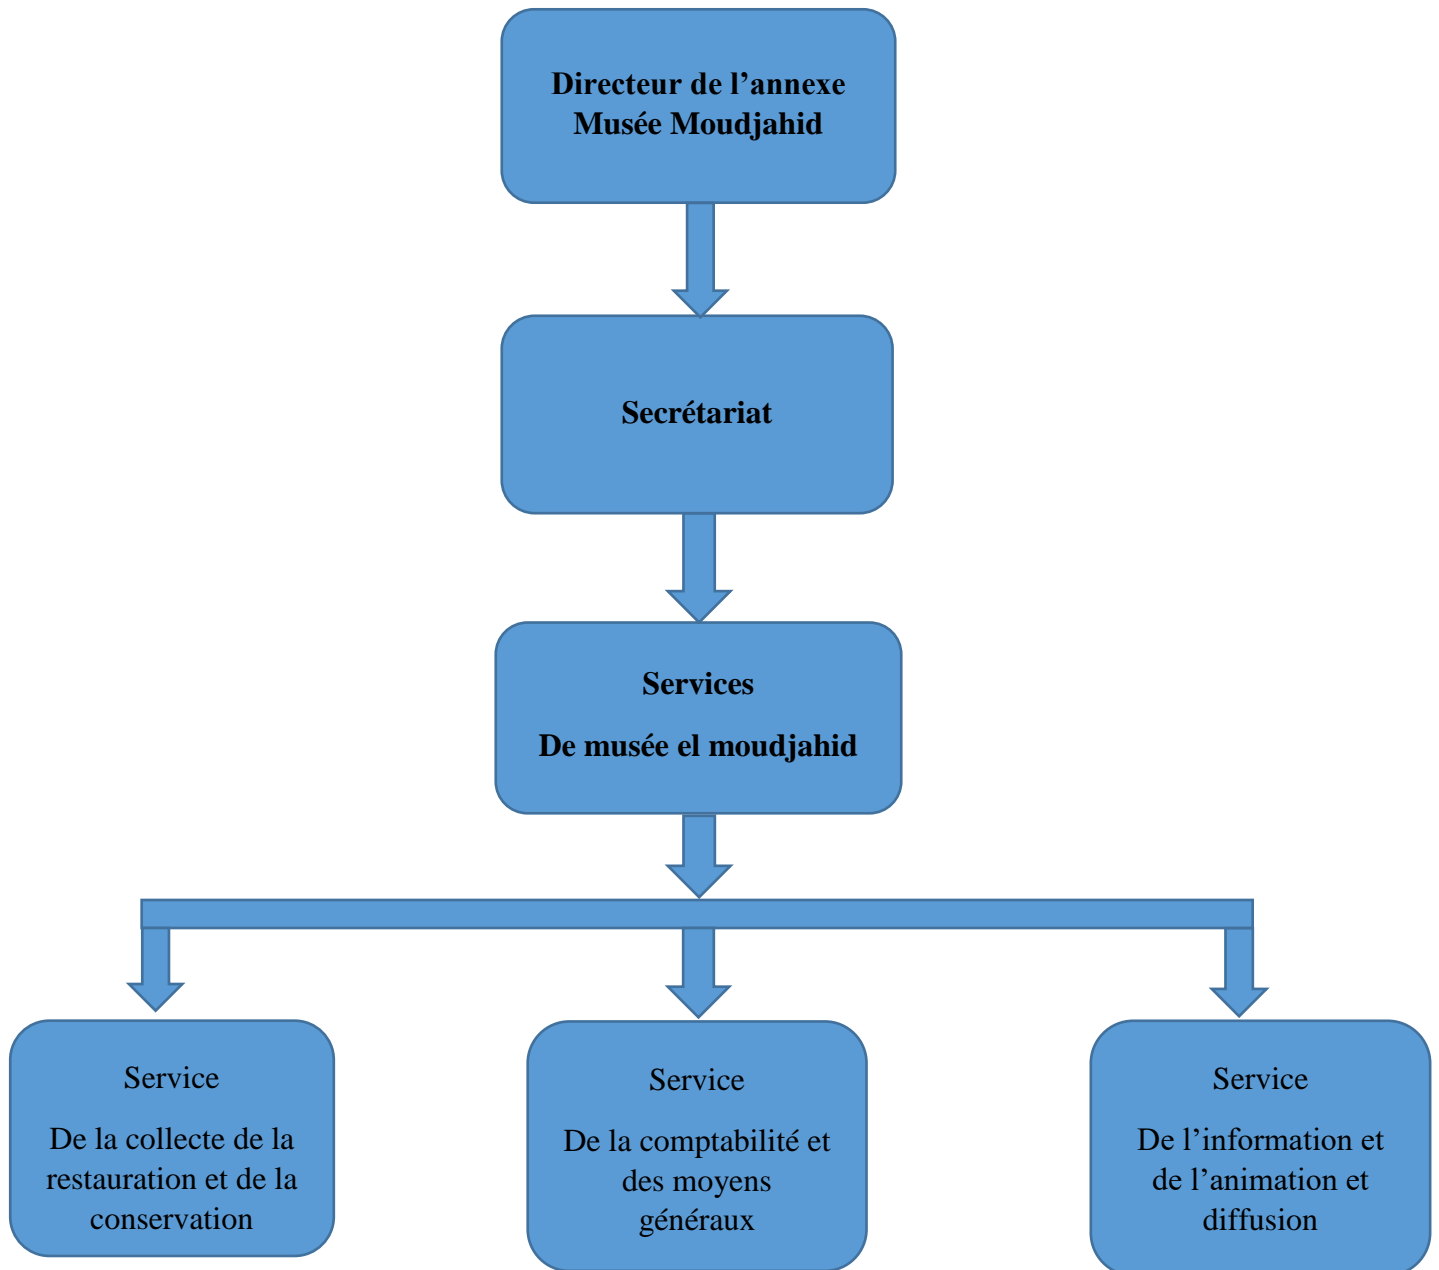 Directeur de l’annexe
Musée Moudjahid
Secrétariat
Services
De musée el moudjahid
Service
De la collecte de la
restauration et de la
conservation
Service
De la comptabilité et
des moyens
généraux
Service
De l’information et
de l’animation et
diffusion